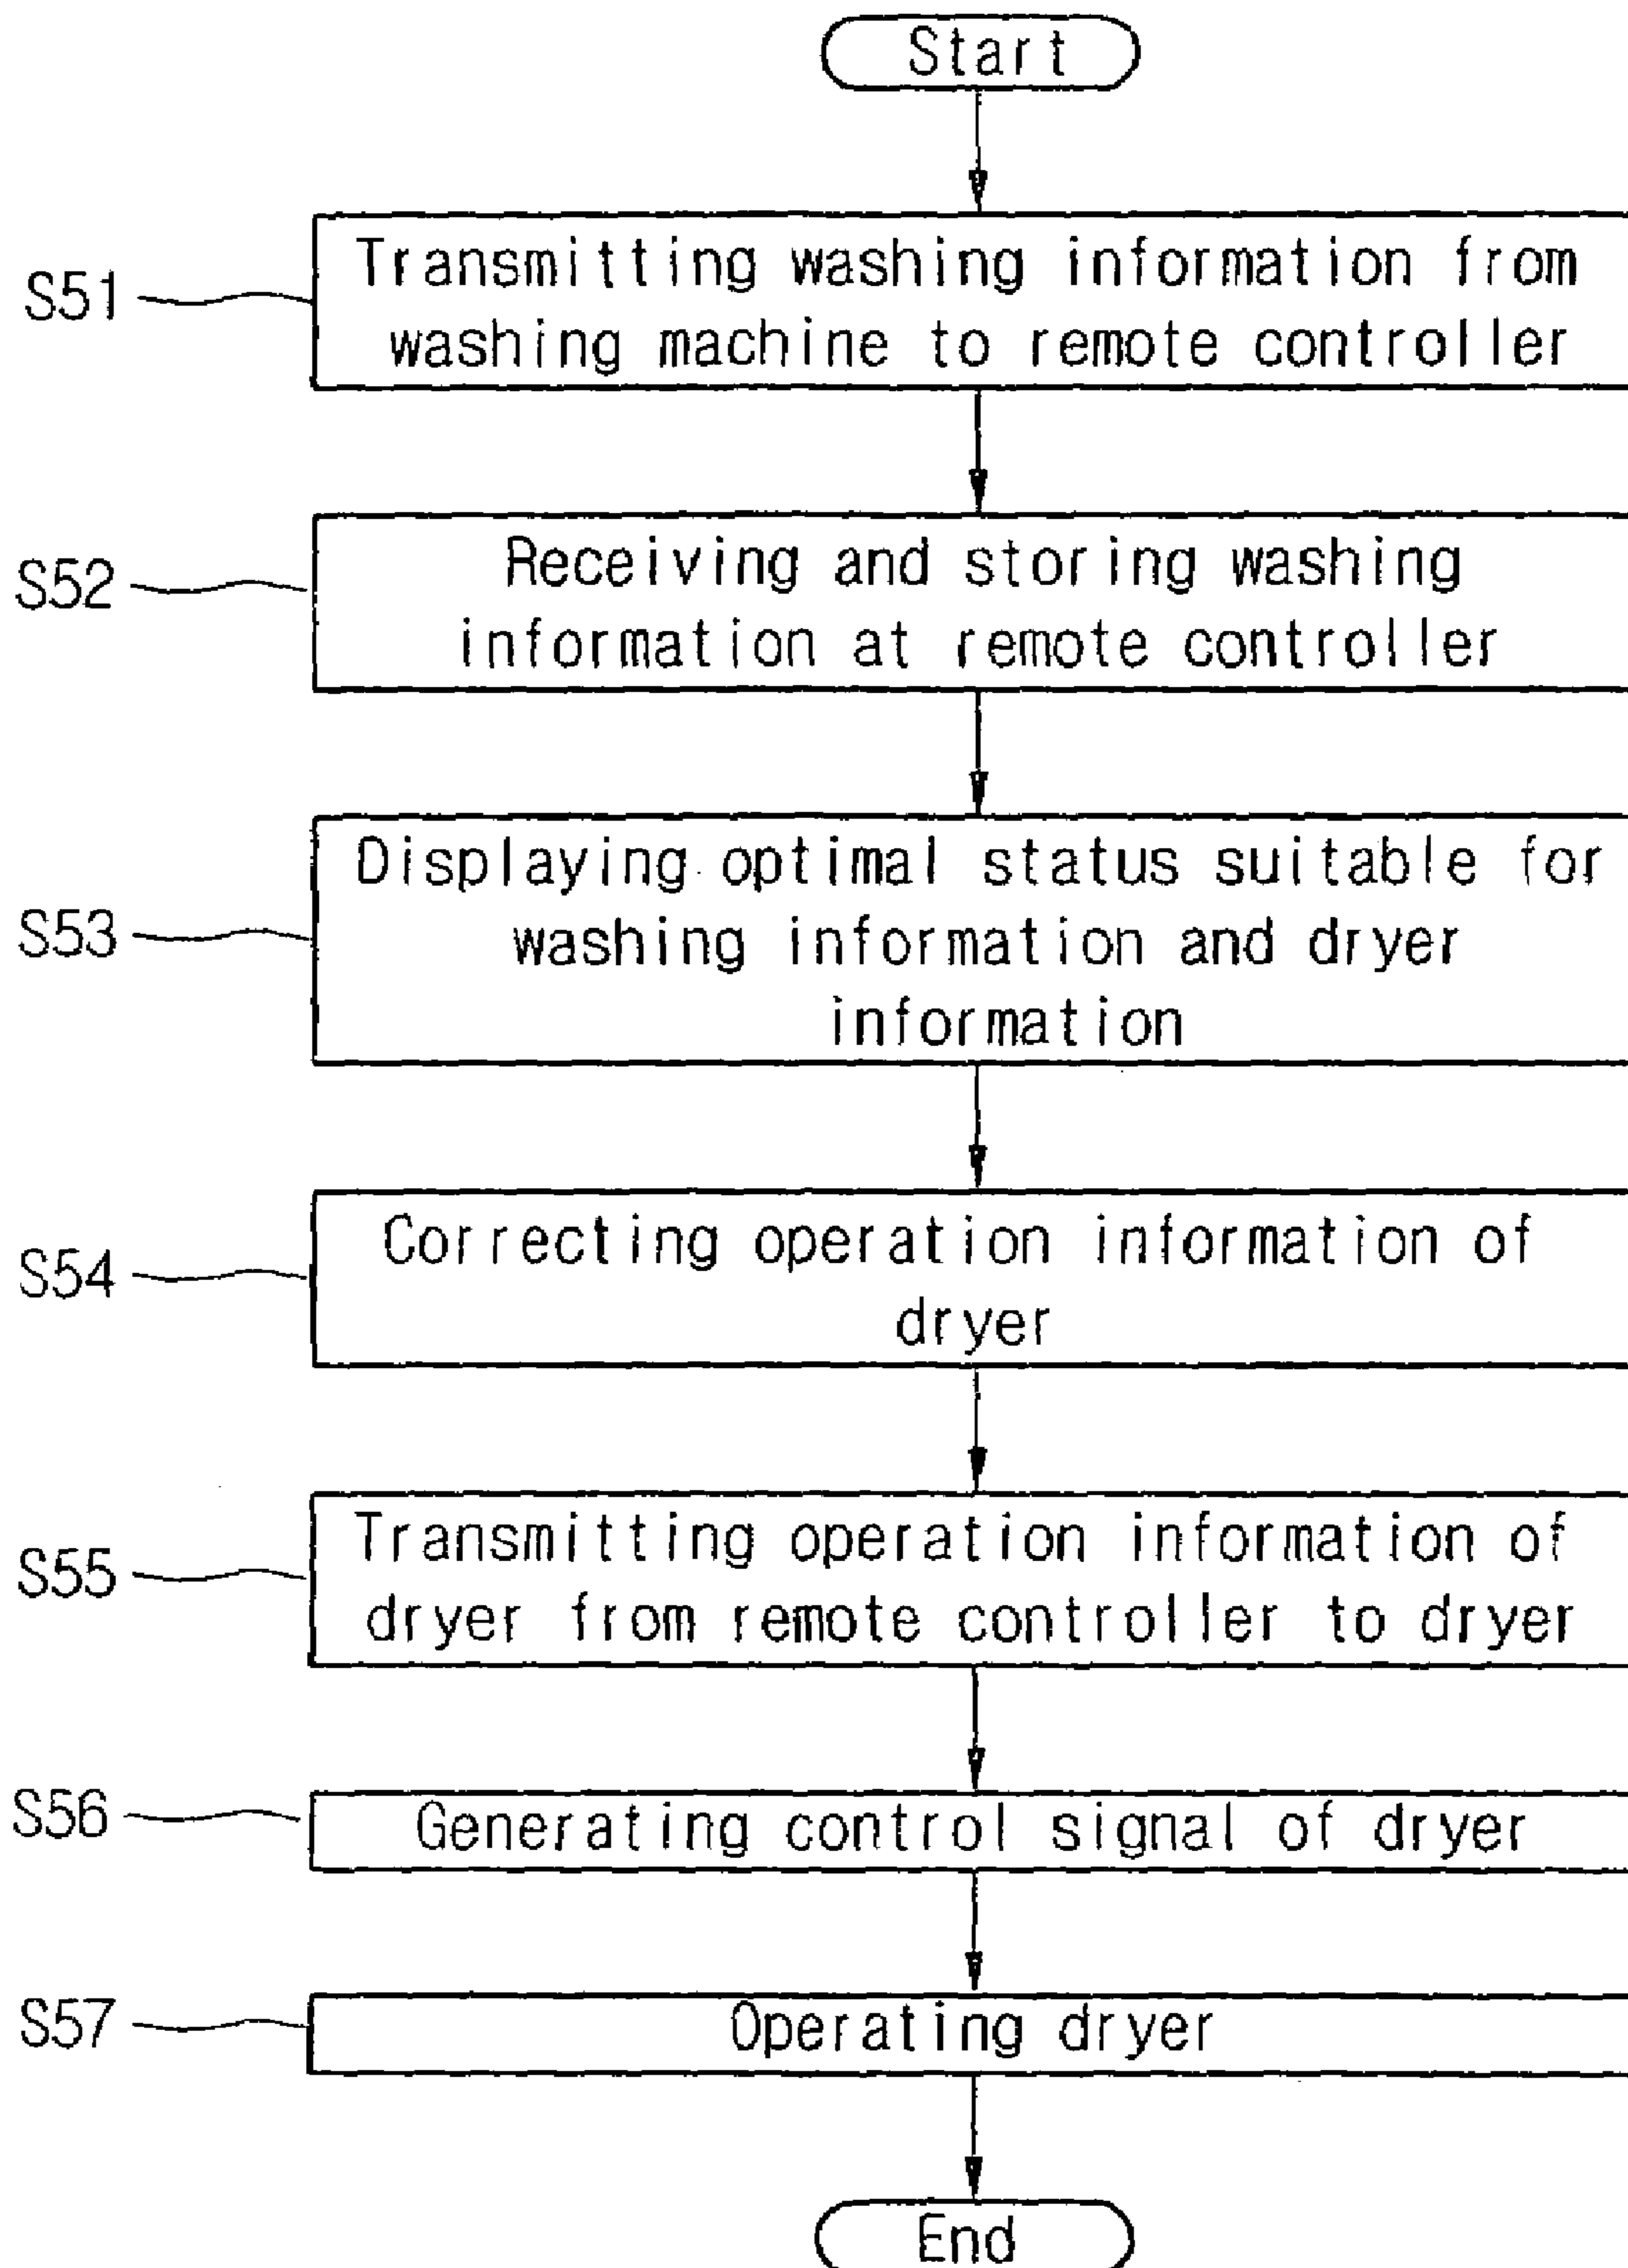 Start
S51
Transmitting washing information from
washing machine to remote controller
S52
Receiving and storing washing
information at remote controller
S53
Displaying optimal status suitable for
washing information and dryer
information
S54
Correcting operation information of
dryer
S55
Transmitting operation information of
dryer from remote controller to dryer
S56
Generating control signal of dryer
S57
Operating dryer
End